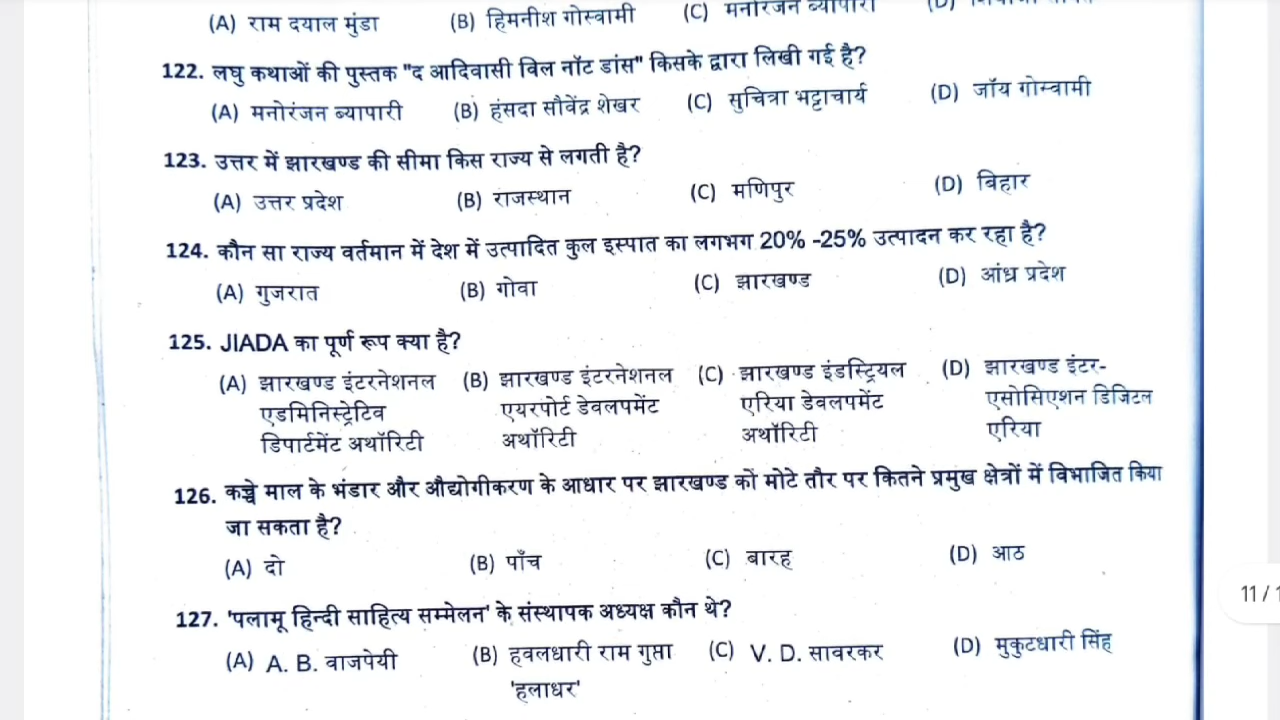 (A) राम दयाल मुंडा (B) हिमनीश गोस्वामी (C) मनोरंजन ब्यापारी (D)
122. लघु कथाओं की पुस्तक "द आदिवासी विल नॉट डांस" किसके द्वारा लिखी गई है?
(A) मनोरंजन ब्यापारी (B) हंसदा सौवेंद्र शेखर (C) सुचित्रा भट्टाचार्य (D) जॉय गोस्वामी
123. उत्तर में झारखण्ड की सीमा किस राज्य से लगती है?
(A) उत्तर प्रदेश (B) राजस्थान (C) मणिपुर (D) बिहार
124. कौन सा राज्य वर्तमान में देश में उत्पादित कुल इस्पात का लगभग 20% -25% उत्पादन कर रहा है?
(A) गुजरात (B) गोवा (C) झारखण्ड (D) आंध्र प्रदेश
125. JIADA का पूर्ण रूप क्या है?
(A) झारखण्ड इंटरनेशनल (B) झारखण्ड इंटरनेशनल (C) झारखण्ड इंडस्ट्रियल (D) झारखण्ड इंटर-
एडमिनिस्ट्रेटिव एयरपोर्ट डेवलपमेंट एरिया डेवलपमेंट एसोसिएशन डिजिटल
डिपार्टमेंट अथॉरिटी अथॉरिटी अथॉरिटी एरिया
126. कच्चे माल के भंडार और औद्योगीकरण के आधार पर झारखण्ड को मोटे तौर पर कितने प्रमुख क्षेत्रों में विभाजित किया
जा सकता है?
(A) दो (B) पाँच (C) बारह (D) आठ
127. 'पलामू हिन्दी साहित्य सम्मेलन' के संस्थापक अध्यक्ष कौन थे?
(A) A. B. वाजपेयी (B) हवलधारी राम गुप्ता (C) V. D. सावरकर (D) मुकुटधारी सिंह
'हलाधर'
11 / 1